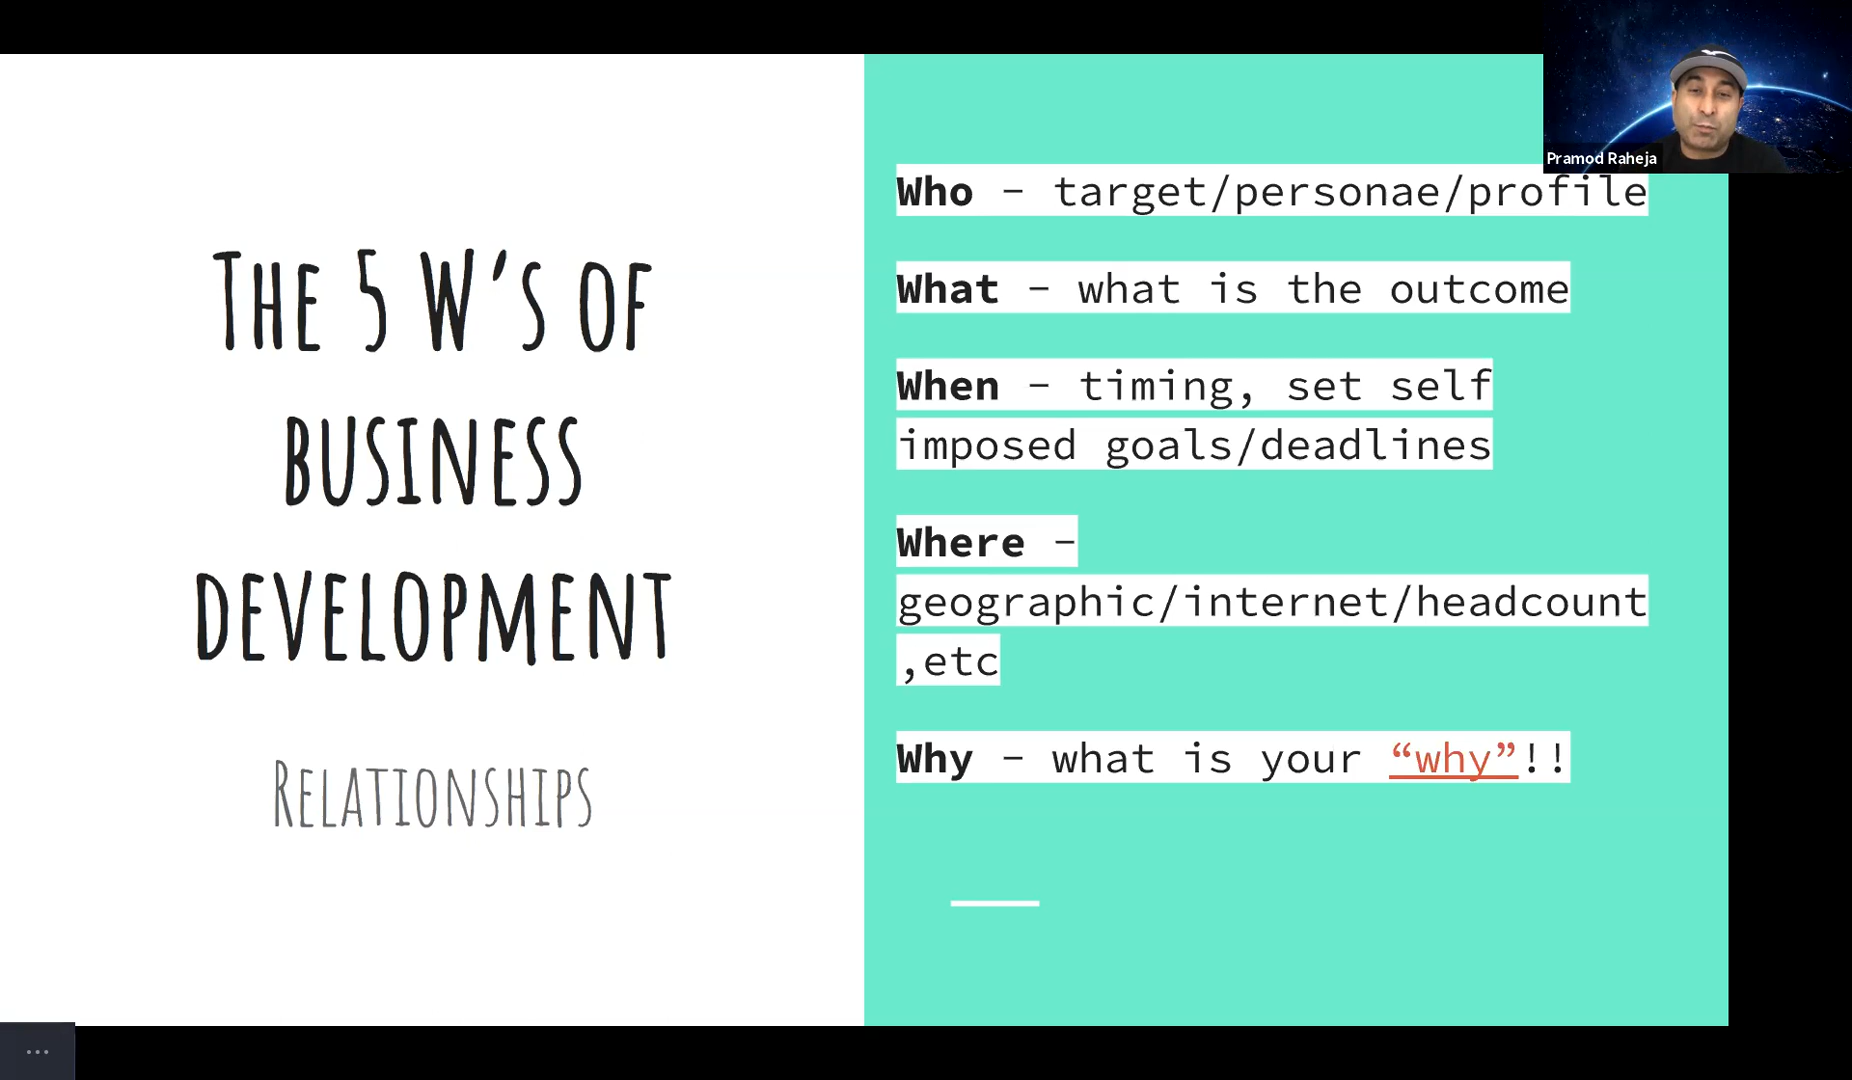 The 5 W's of
business
development
Relationships
Who - target/personae/profile
What - what is the outcome
When - timing, set self
imposed goals/deadlines
Where -
geographic/internet/headcount
,etc
Why - what is your “why”!!
Pramod Raheja